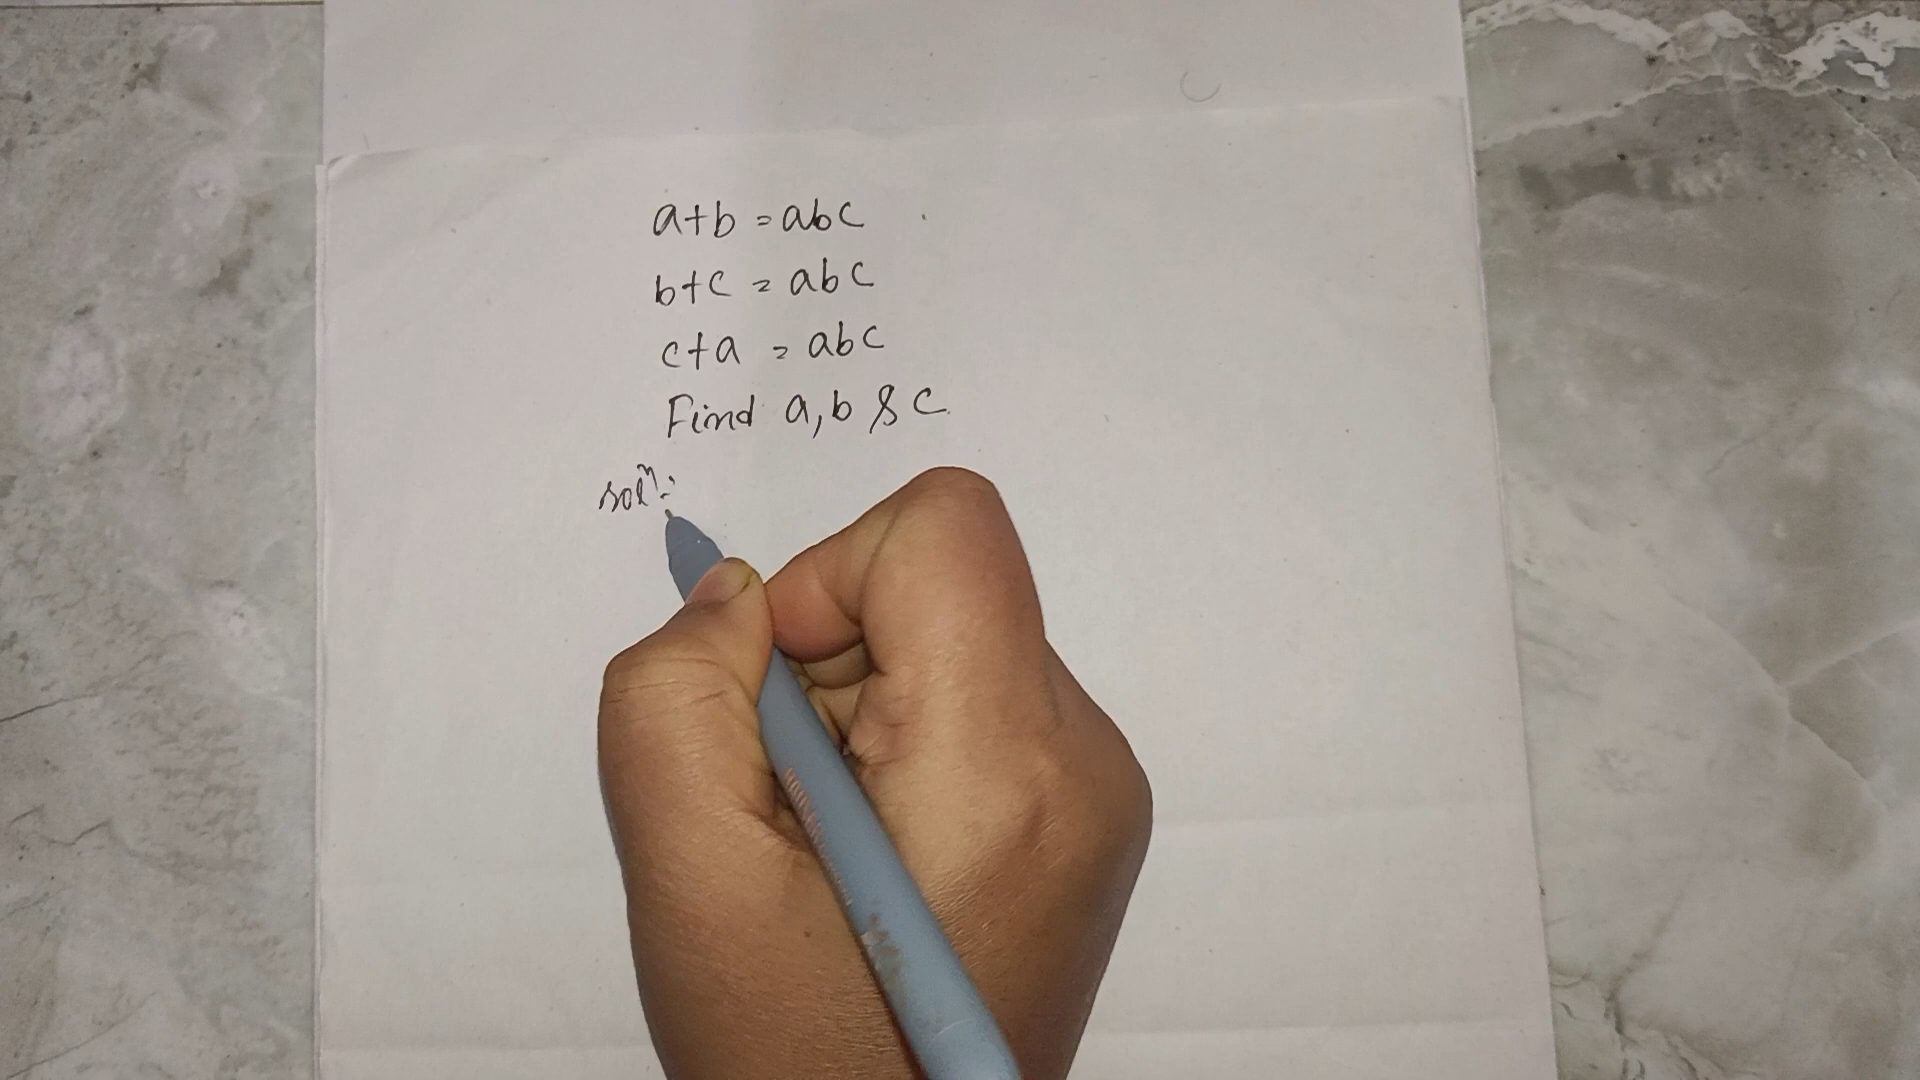 a+b=abc
b+c=abc
c+a=abc
Find a,b & c
solⁿ: